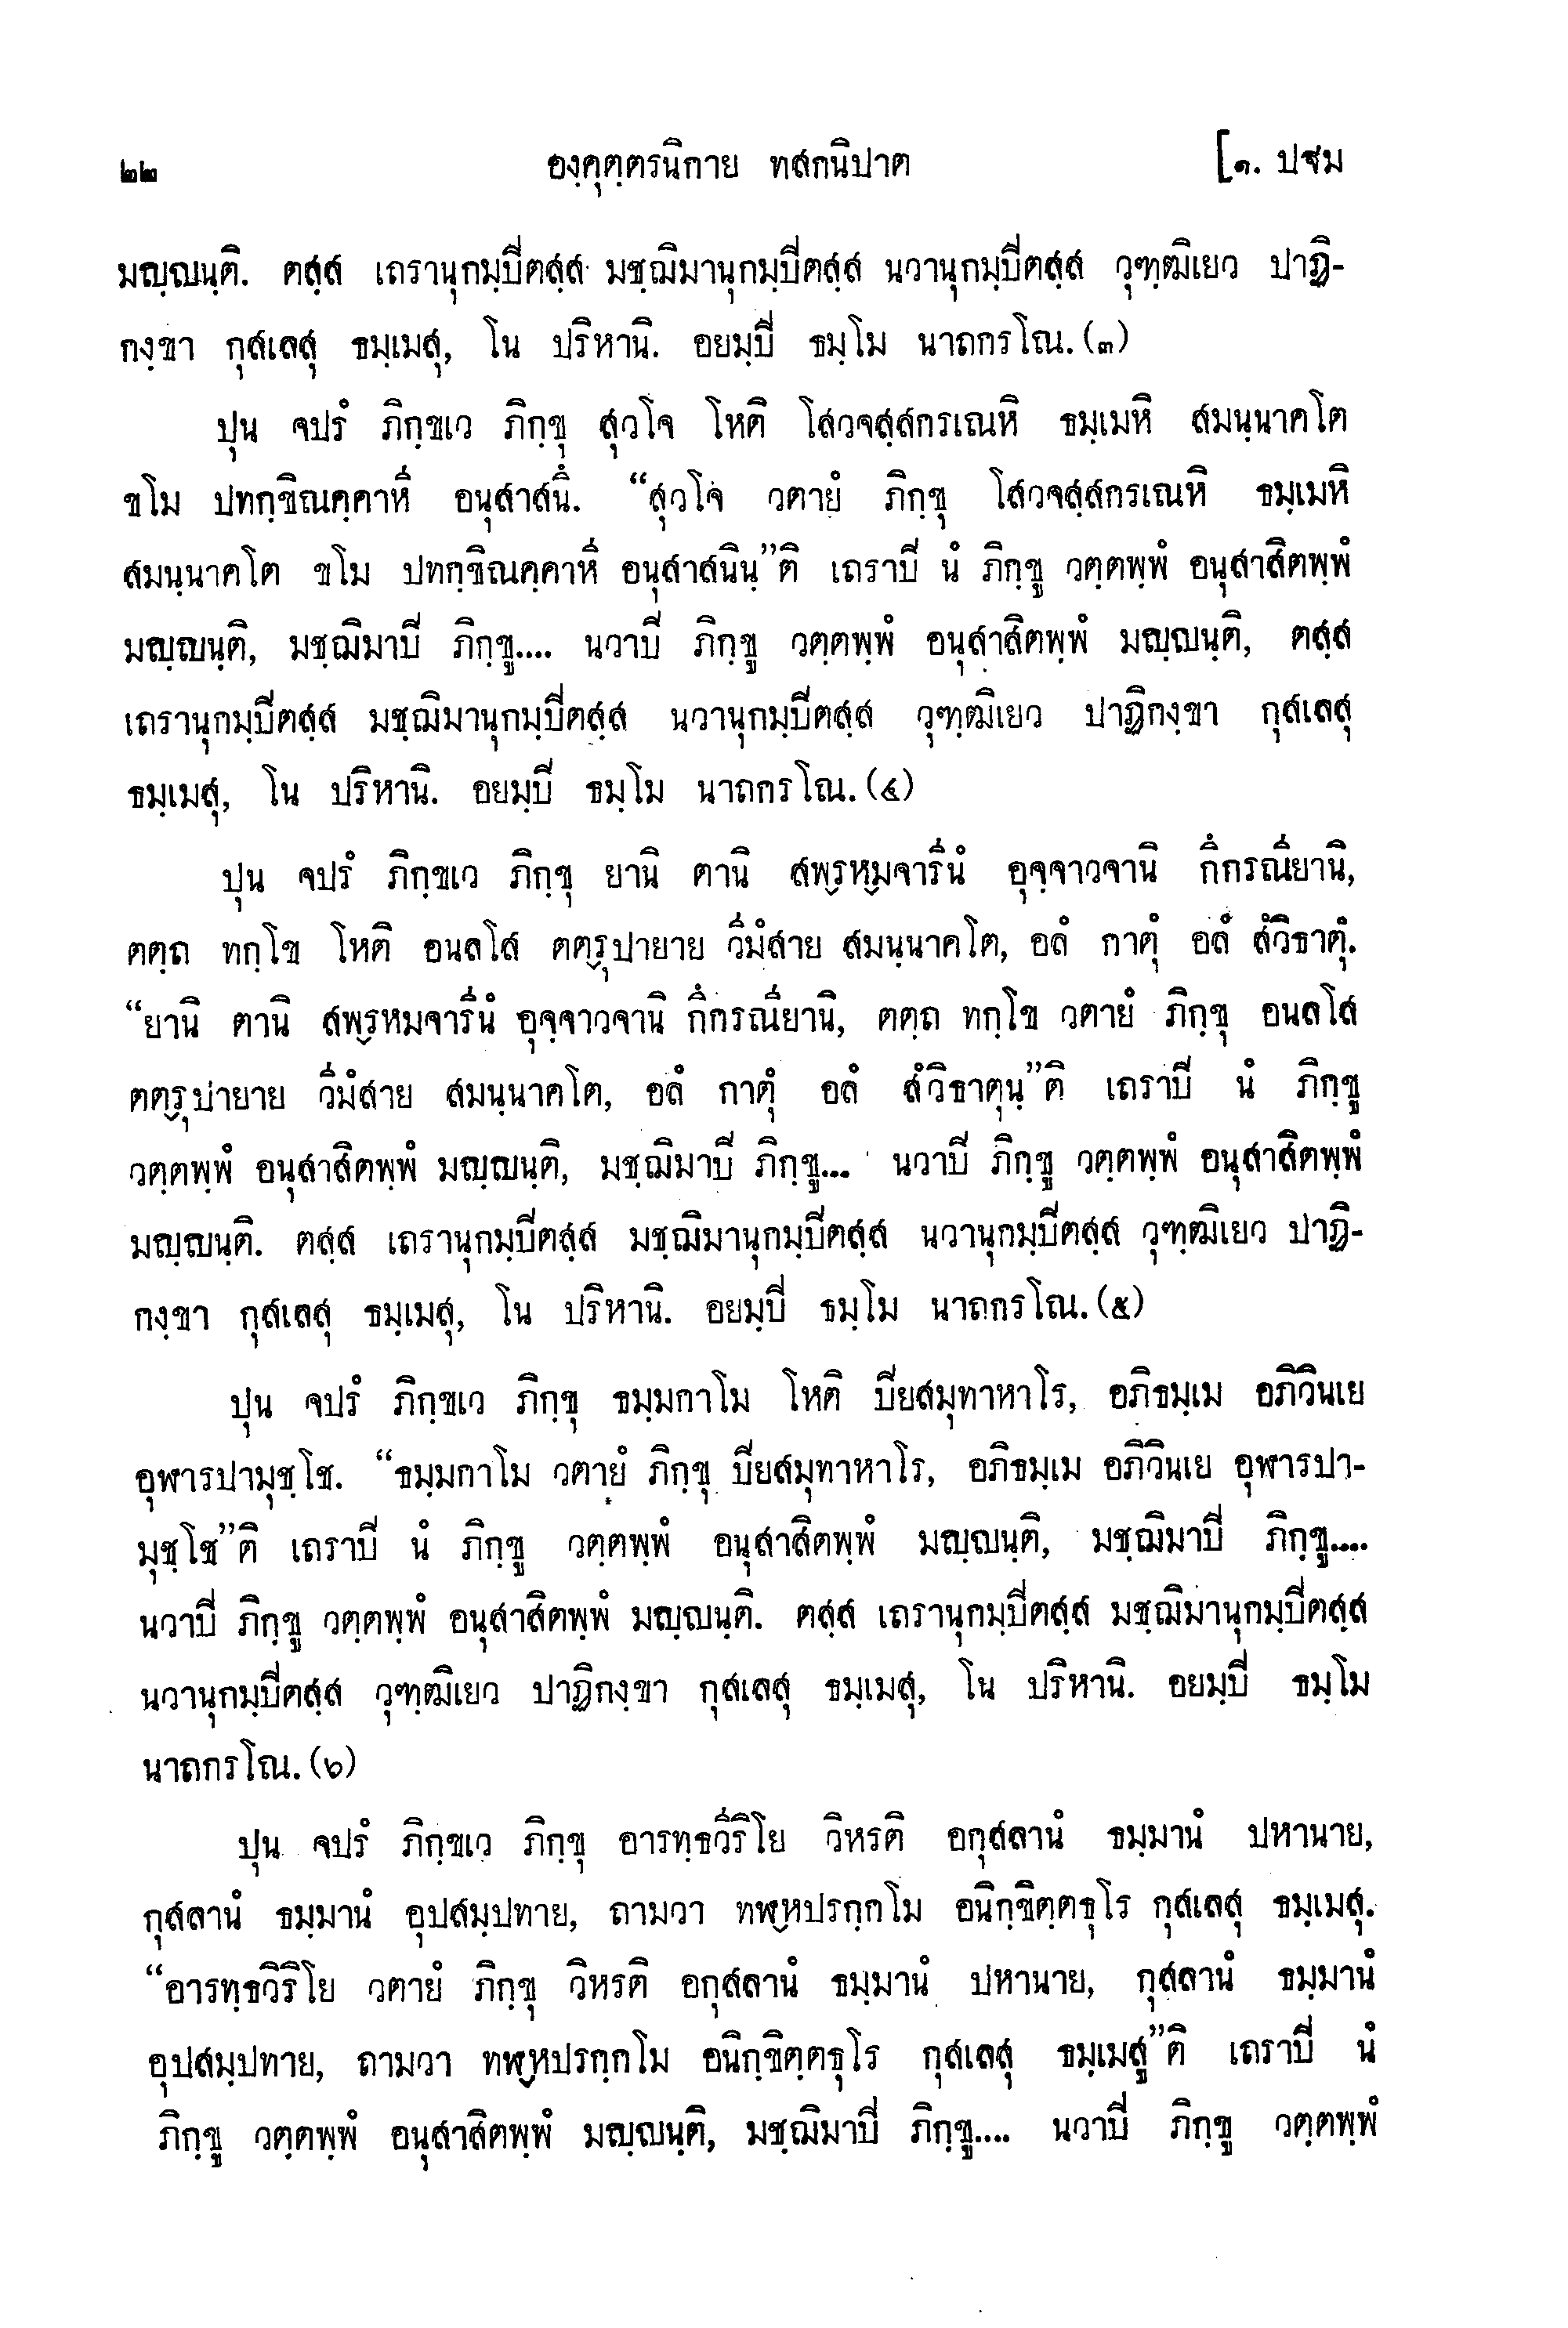 ๒๒ องฺคุตฺตรนิกาย ทสกนิปาต [๑. ปฐม
มญฺญนฺติ. ตสฺส เถรานุกมฺปิตสฺส มชฺฌิมานุกมฺปิตสฺส นวานุกมฺปิตสฺส วุฑฺฒิเยว ปาฏิ-
กงฺขา กุสเลสุ ธมฺเมสุ, โน ปริหานิ. อยมฺปิ ธมฺโม นาถกรโณ.(๓)
ปุน จปรํ ภิกฺขเว ภิกฺขุ สุวโจ โหติ โสวจสฺสกรเณหิ ธมฺเมหิ สมนฺนาคโต
ขโม ปทกฺขิณคฺคาหี อนุสาสนึ. “สุวโจ วตายํ ภิกฺขุ โสวจสฺสกรเณหิ ธมฺเมหิ
สมนฺนาคโต ขโม ปทกฺขิณคฺคาหี อนุสาสนินฺ”ติ เถราปิ นํ ภิกฺขู วตฺตพฺพํ อนุสาสิตพฺพํ
มญฺญนฺติ, มชฺฌิมาปิ ภิกฺขู.... นวาปิ ภิกฺขู วตฺตพฺพํ อนุสาสิตพฺพํ มญฺญนฺติ, ตสฺส
เถรานุกมฺปิตสฺส มชฺฌิมานุกมฺปิตสฺส นวานุกมฺปิตสฺส วุฑฺฒิเยว ปาฏิกงฺขา กุสเลสุ
ธมฺเมสุ, โน ปริหานิ. อยมฺปิ ธมฺโม นาถกรโณ.(๔)
ปุน จปรํ ภิกฺขเว ภิกฺขุ ยานิ ตานิ สพฺรหฺมจารีนํ อุจฺจาวจานิ กึกรณียานิ,
ตตฺถ ทกฺโข โหติ อนลโส ตตฺรุปายาย วีมํสาย สมนฺนาคโต, อลํ กาตุํ อลํ สํวิธาตุํ.
“ยานิ ตานิ สพฺรหมจารีนํ อุจฺจาวจานิ กึกรณียานิ, ตตฺถ ทกฺโข วตายํ ภิกฺขุ อนลโส
ตตฺรุปายาย วีมํสาย สมนฺนาคโต, อลํ กาตุํ อลํ สํวิธาตุนฺ”ติ เถราปิ นํ ภิกฺขู
วตฺตพฺพํ อนุสาสิตพฺพํ มญฺญนฺติ, มชฺฌิมาปิ ภิกฺขู... นวาปิ ภิกฺขู วตฺตพฺพํ อนุสาสิตพฺพํ
มญฺญนฺติ. ตสฺส เถรานุกมฺปิตสฺส มชฺฌิมานุกมฺปิตสฺส นวานุกมฺปิตสฺส วุฑฺฒิเยว ปาฏิ-
กงฺขา กุสเลสุ ธมฺเมสุ, โน ปริหานิ. อยมฺปิ ธมฺโม นาถกรโณ.(๕)
ปุน จปรํ ภิกฺขเว ภิกฺขุ ธมฺมกาโม โหติ ปิยสมุทาหาโร, อภิธมฺเม อภิวินเย
อุฬารปามุชฺโช. “ธมฺมกาโม วตายํ ภิกฺขุ ปิยสมุทาหาโร, อภิธมฺเม อภิวินเย อุฬารปา-
มุชฺโช”ติ เถราปิ นํ ภิกฺขู วตฺตพฺพํ อนุสาสิตพฺพํ มญฺญนฺติ, มชฺฌิมาปิ ภิกฺขู....
นวาปิ ภิกฺขู วตฺตพฺพํ อนุสาสิตพฺพํ มญฺญนฺติ. ตสฺส เถรานุกมฺปิตสฺส มชฺฌิมานุกมฺปิตสฺส
นวานุกมฺปิตสฺส วุฑฺฒิเยว ปาฏิกงฺขา กุสเลสุ ธมฺเมสุ, โน ปริหานิ. อยมฺปิ ธมฺโม
นาถกรโณ.(๖)
ปุน จปรํ ภิกฺขเว ภิกฺขุ อารทฺธวีริโย วิหรติ อกุสลานํ ธมฺมานํ ปหานาย,
กุสลานํ ธมฺมานํ อุปสมฺปทาย, ถามวา ทฬฺหปรกฺกโม อนิกฺขิตฺตธุโร กุสเลสุ ธมฺเมสุ.
“อารทฺธวิริโย วตายํ ภิกฺขุ วิหรติ อกุสลานํ ธมฺมานํ ปหานาย, กุสลานํ ธมฺมานํ
อุปสมฺปทาย, ถามวา ทฬฺหปรกฺกโม อนิกฺขิตฺตธุโร กุสเลสุ ธมฺเมสู”ติ เถราปิ นํ
ภิกฺขู วตฺตพฺพํ อนุสาสิตพฺพํ มญฺญนฺติ, มชฺฌิมาปิ ภิกฺขู.... นวาปิ ภิกฺขู วตฺตพฺพํ